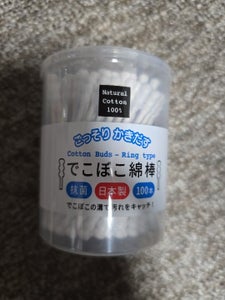 Natural
Cotton
100%
ごっそりかきだす
Cotton Buds - Ring type
でこぼこ綿棒
抗菌 日本製 100本
でこぼこの溝で汚れをキャッチ!